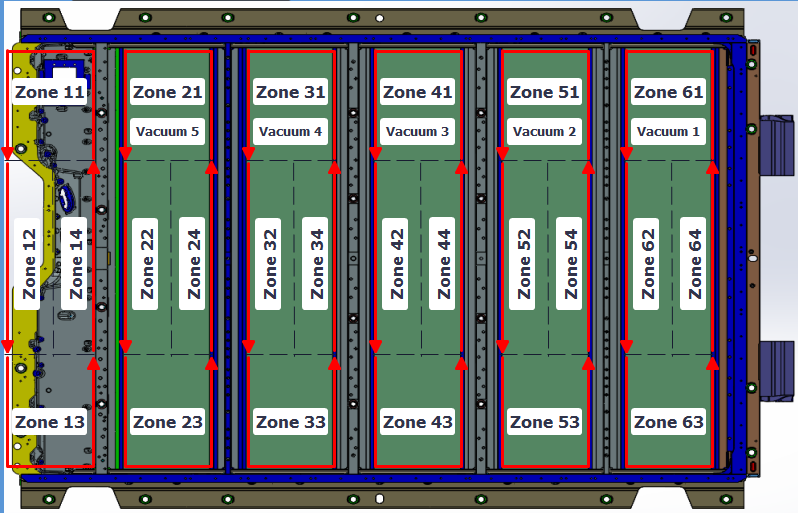 Zone 11
Zone 21
Zone 31
Zone 41
Zone 51
Zone 61
Vacuum 5
Vacuum 4
Vacuum 3
Vacuum 2
Vacuum 1
Zone 12
Zone 14
Zone 22
Zone 24
Zone 32
Zone 34
Zone 42
Zone 44
Zone 52
Zone 54
Zone 62
Zone 64
Zone 13
Zone 23
Zone 33
Zone 43
Zone 53
Zone 63